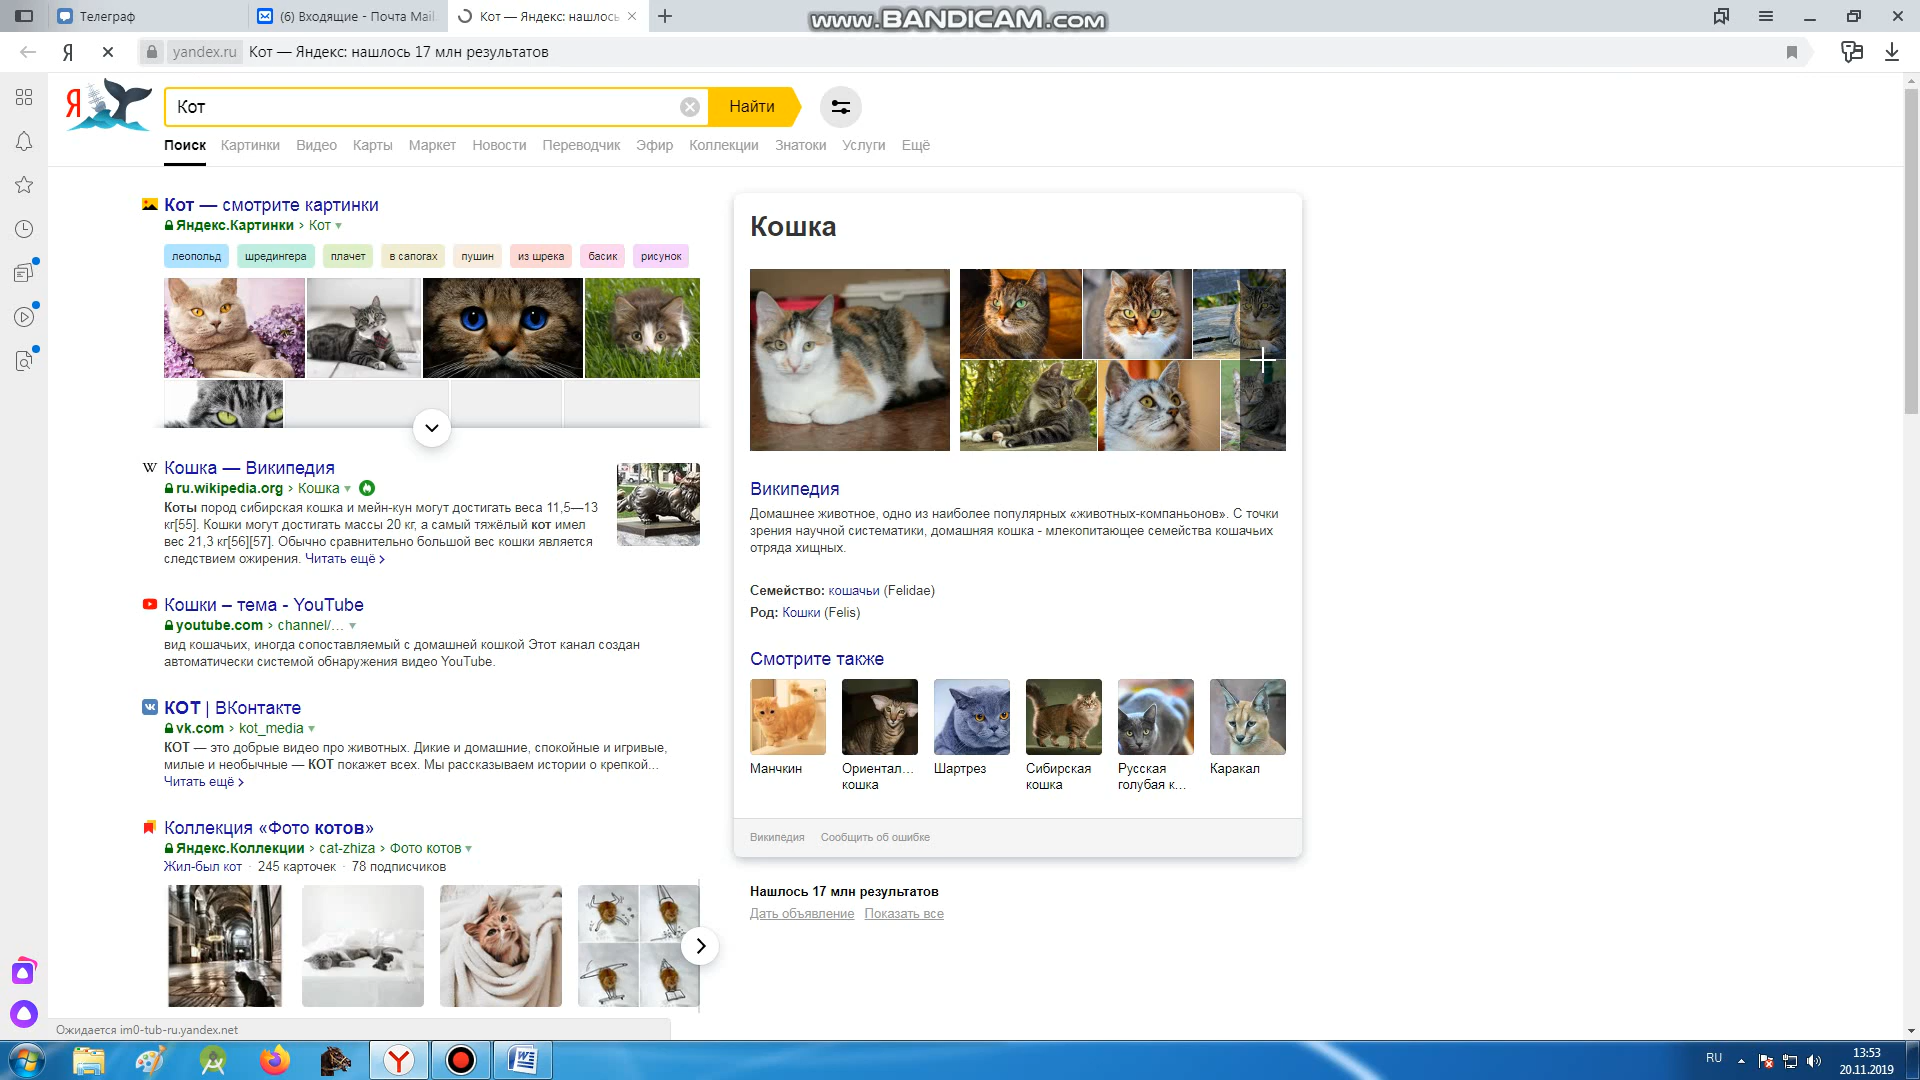 Телеграф
(6) Входящие - Почта Mail.
Кот — Яндекс: нашлось
www.BANDICAM.com
yandex.ru
Кот — Яндекс: нашлось 17 млн результатов
Я
Кот
Найти
Поиск
Картинки
Видео
Карты
Маркет
Новости
Переводчик
Эфир
Коллекции
Знатоки
Услуги
Ещё
Кот — смотрите картинки
Яндекс.Картинки › Кот
леопольд
шредингера
плачет
в сапогах
пушин
из шрека
басик
рисунок
Кошка — Википедия
ru.wikipedia.org › Кошка
Коты пород сибирская кошка и мейн-кун могут достигать веса 11,5—13
кг[55]. Кошки могут достигать массы 20 кг, а самый тяжёлый кот имел
вес 21,3 кг[56][57]. Обычно сравнительно большой вес кошки является
следствием ожирения. Читать ещё ›
Кошки – тема - YouTube
youtube.com › channel/...
вид кошачьих, иногда сопоставляемый с домашней кошкой Этот канал создан
автоматически системой обнаружения видео YouTube.
КОТ | ВКонтакте
vk.com › kot_media
КОТ — это добрые видео про животных. Дикие и домашние, спокойные и игривые,
милые и необычные — КОТ покажет всех. Мы рассказываем истории о крепкой...
Читать ещё ›
Коллекция «Фото котов»
Яндекс.Коллекции › cat-zhiza › Фото котов
Жил-был кот · 245 карточек · 78 подписчиков
Кошка
Википедия
Домашнее животное, одно из наиболее популярных «животных-компаньонов». С точки
зрения научной систематики, домашняя кошка - млекопитающее семейства кошачьих
отряда хищных.
Семейство: кошачьи (Felidae)
Род: Кошки (Felis)
Смотрите также
Манчкин
Ориентал...
кошка
Шартрез
Сибирская
кошка
Русская
голубая к...
Каракал
Википедия
Сообщить об ошибке
Нашлось 17 млн результатов
Дать объявление
Показать все
Ожидается im0-tub-ru.yandex.net
RU
13:53
20.11.2019